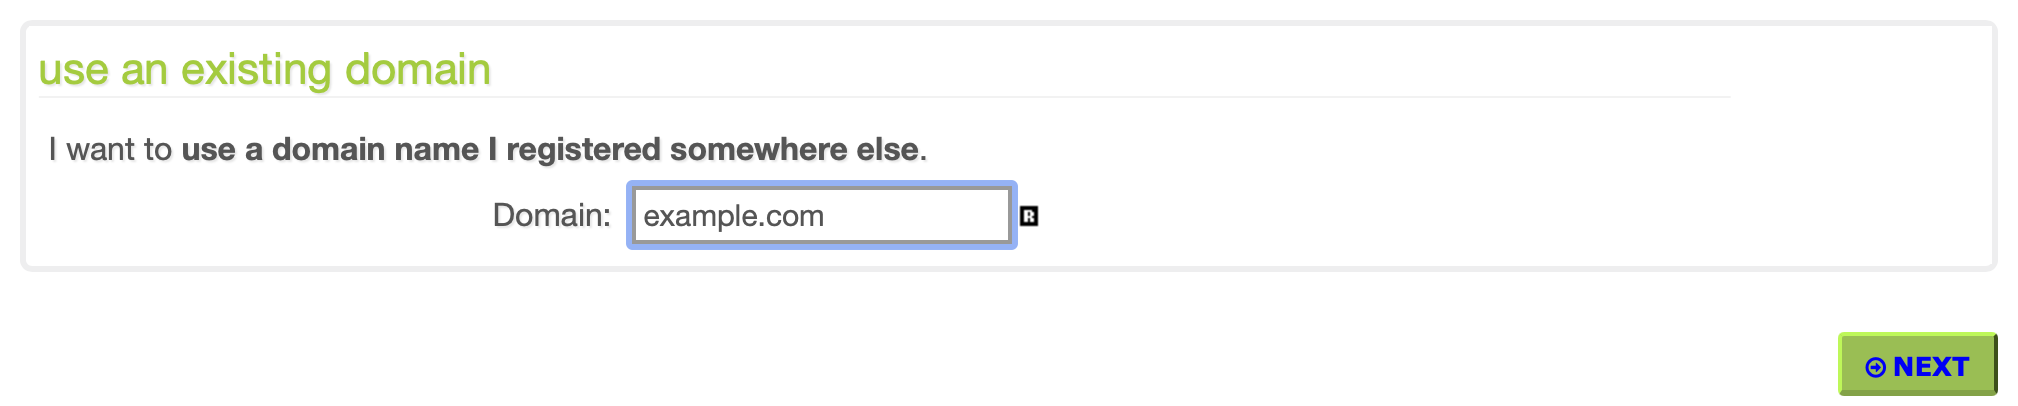 use an existing domain
I want to use a domain name I registered somewhere else.
Domain: example.com R
NEXT